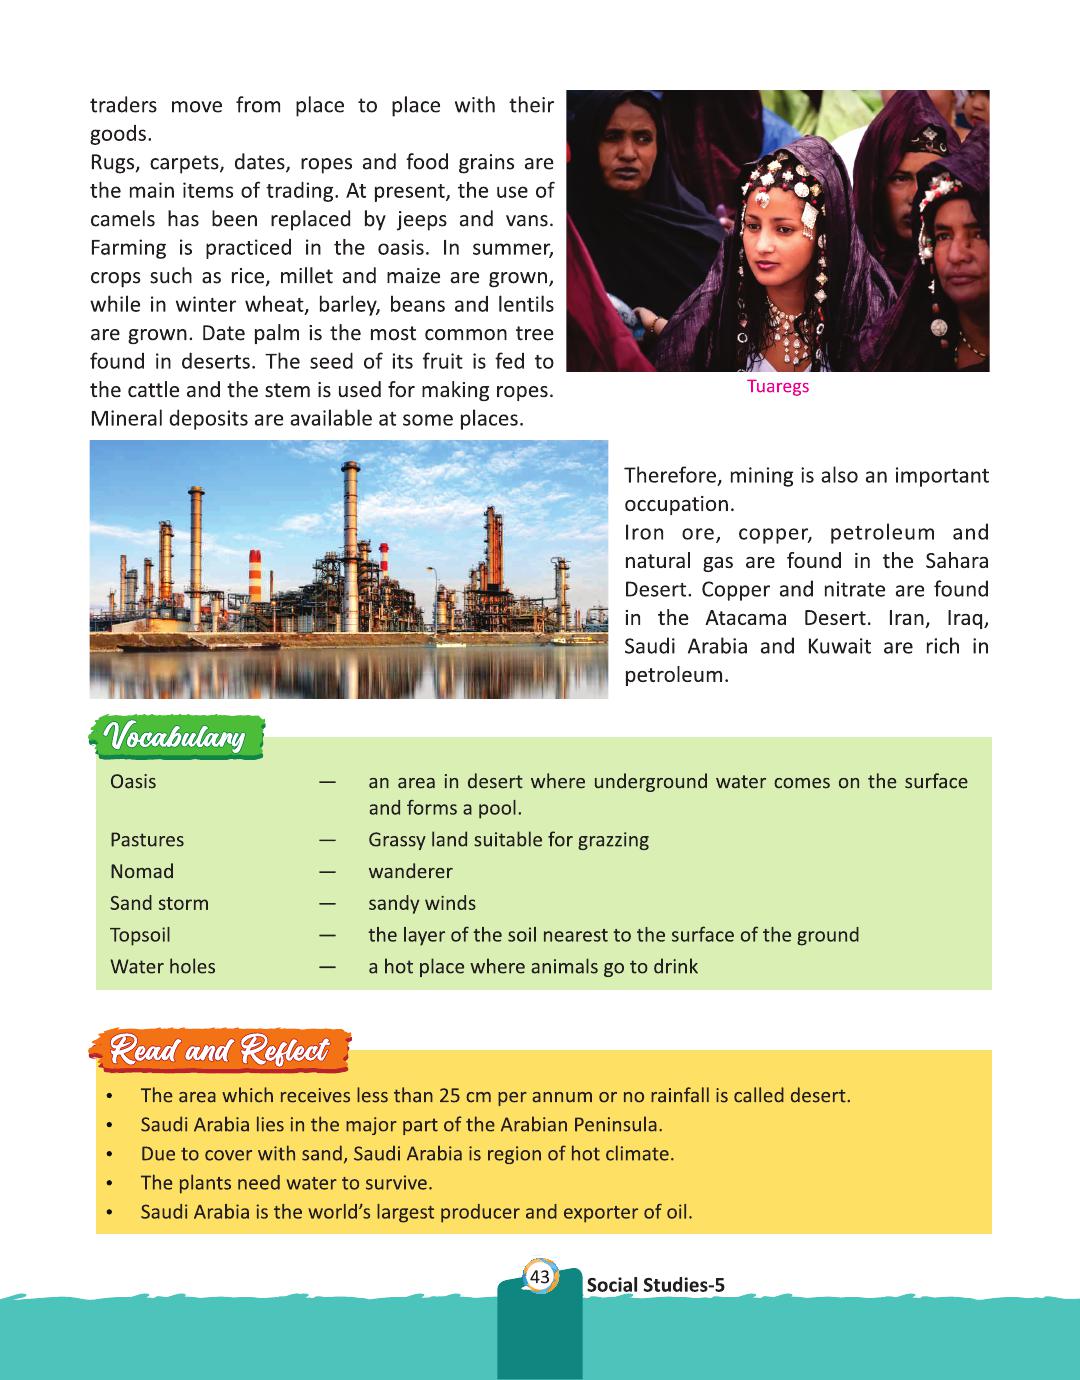 traders move from place to place with their
goods.
Rugs, carpets, dates, ropes and food grains are
the main items of trading. At present, the use of
camels has been replaced by jeeps and vans.
Farming is practiced in the oasis. In summer,
crops such as rice, millet and maize are grown,
while in winter wheat, barley, beans and lentils
are grown. Date palm is the most common tree
found in deserts. The seed of its fruit is fed to
the cattle and the stem is used for making ropes.
Mineral deposits are available at some places.
Tuaregs
Therefore, mining is also an important
occupation.
Iron ore, copper, petroleum and
natural gas are found in the Sahara
Desert. Copper and nitrate are found
in the Atacama Desert. Iran, Iraq,
Saudi Arabia and Kuwait are rich in
petroleum.
Vocabulary
Oasis — an area in desert where underground water comes on the surface
and forms a pool.
Pastures — Grassy land suitable for grazzing
Nomad — wanderer
Sand storm — sandy winds
Topsoil — the layer of the soil nearest to the surface of the ground
Water holes — a hot place where animals go to drink
Read and Reflect
• The area which receives less than 25 cm per annum or no rainfall is called desert.
• Saudi Arabia lies in the major part of the Arabian Peninsula.
• Due to cover with sand, Saudi Arabia is region of hot climate.
• The plants need water to survive.
• Saudi Arabia is the world's largest producer and exporter of oil.
43 Social Studies-5